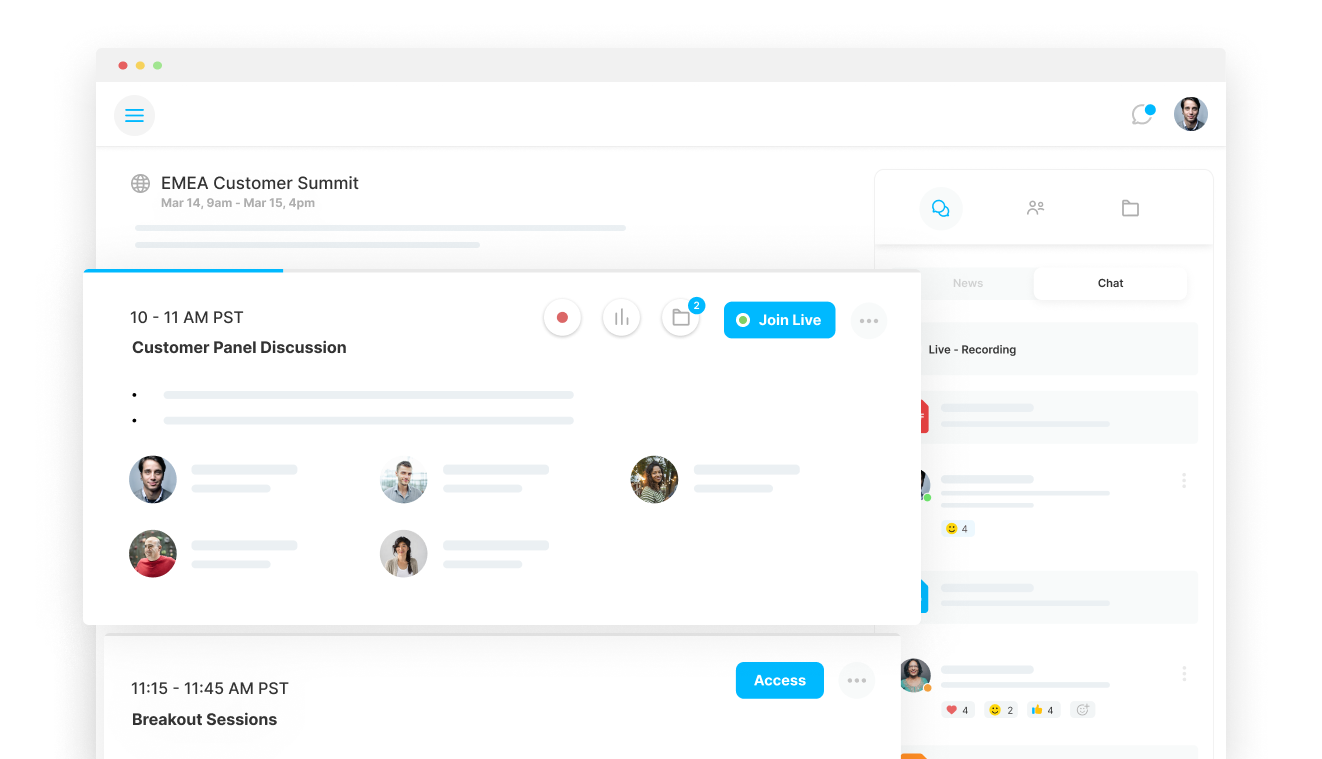 EMEA Customer Summit
Mar 14, 9am - Mar 15, 4pm
10 - 11 AM PST
Customer Panel Discussion
2
Join Live
11:15 - 11:45 AM PST
Breakout Sessions
Access
News
Chat
Live - Recording
4
4
2
4